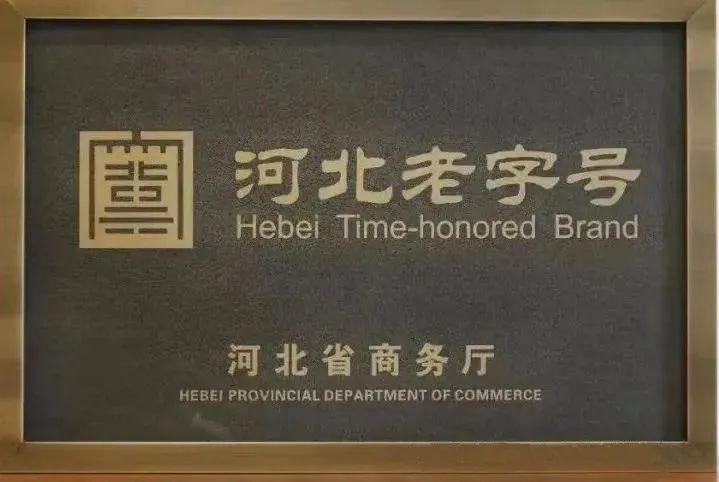 河北老字号
Hebei Time-honored Brand
河北省商务厅
HEBEI PROVINCIAL DEPARTMENT OF COMMERCE